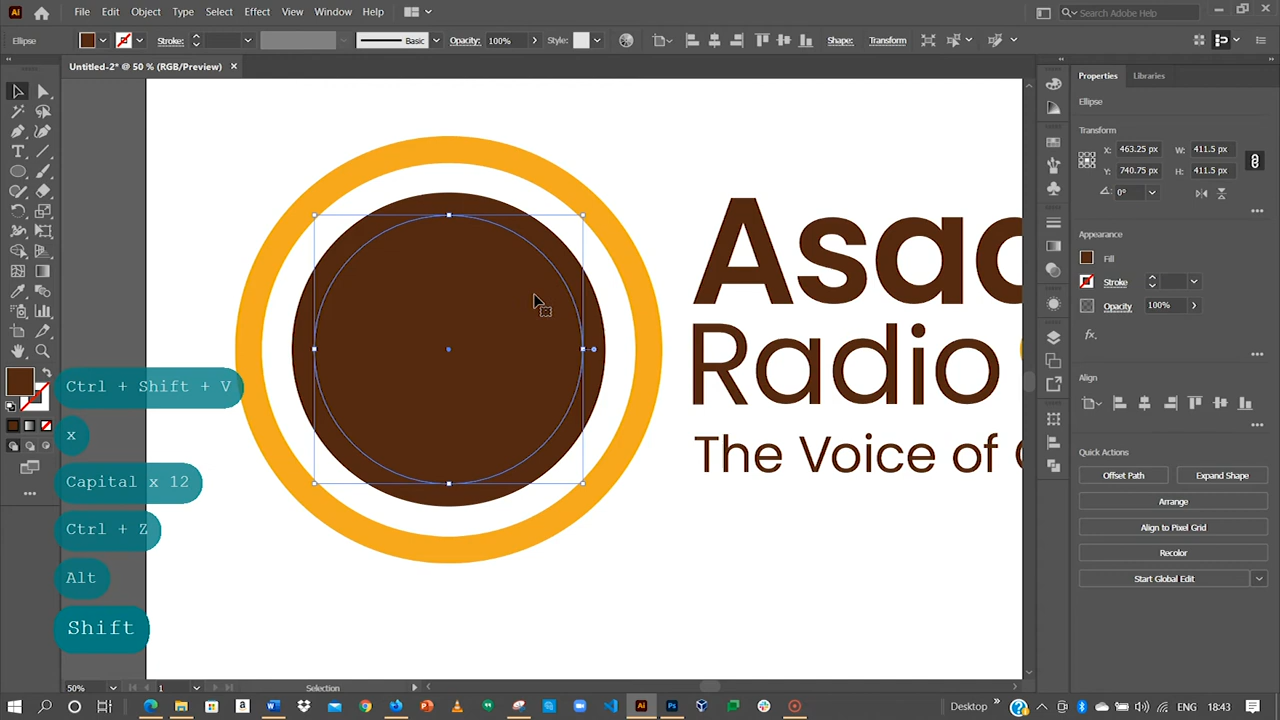 File Edit Object Type Select Effect View Window Help
Search Adobe Help
Ellipse Stroke: Basic Opacity: 100% Style: Shape: Transform
Untitled-2* @ 50 % (RGB/Preview) ×
Properties Libraries
Ellipse
Transform
X: 463.25 px W: 411.5 px
Y: 740.75 px H: 411.5 px
0°
Appearance
Fill
Stroke
Opacity 100%
fx.
Align
Quick Actions
Offset Path Expand Shape
Arrange
Align to Pixel Grid
Recolor
Start Global Edit
Radio
The Voice of
Ctrl + Shift + V
x
Capital x 12
Ctrl + Z
Alt
Shift
50% 1 Selection
Desktop ENG 18:43